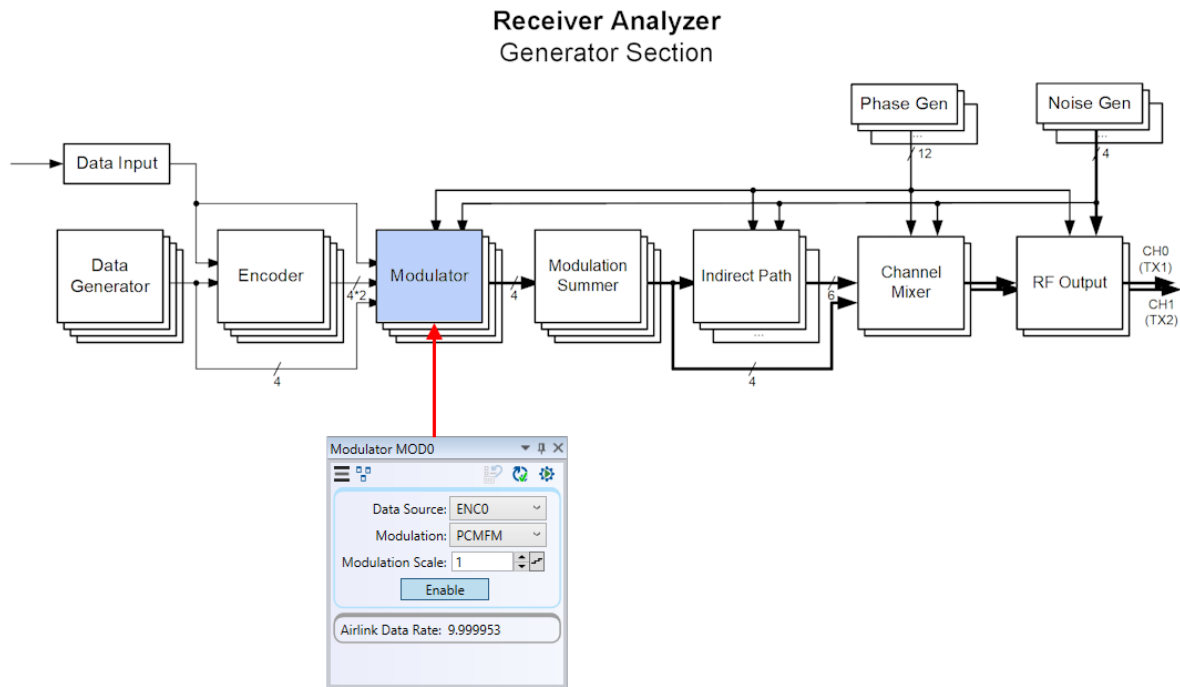 Receiver Analyzer
Generator Section
Phase Gen
Noise Gen
...
...
12
4
Data Input
Data
Generator
Encoder
4*2
Modulator
4
Modulation
Summer
Indirect Path
...
6
Channel
Mixer
RF Output
CH0
(TX1)
CH1
(TX2)
4
4
Modulator MOD0
Data Source: ENC0
Modulation: PCMFM
Modulation Scale: 1
Enable
Airlink Data Rate: 9.999953